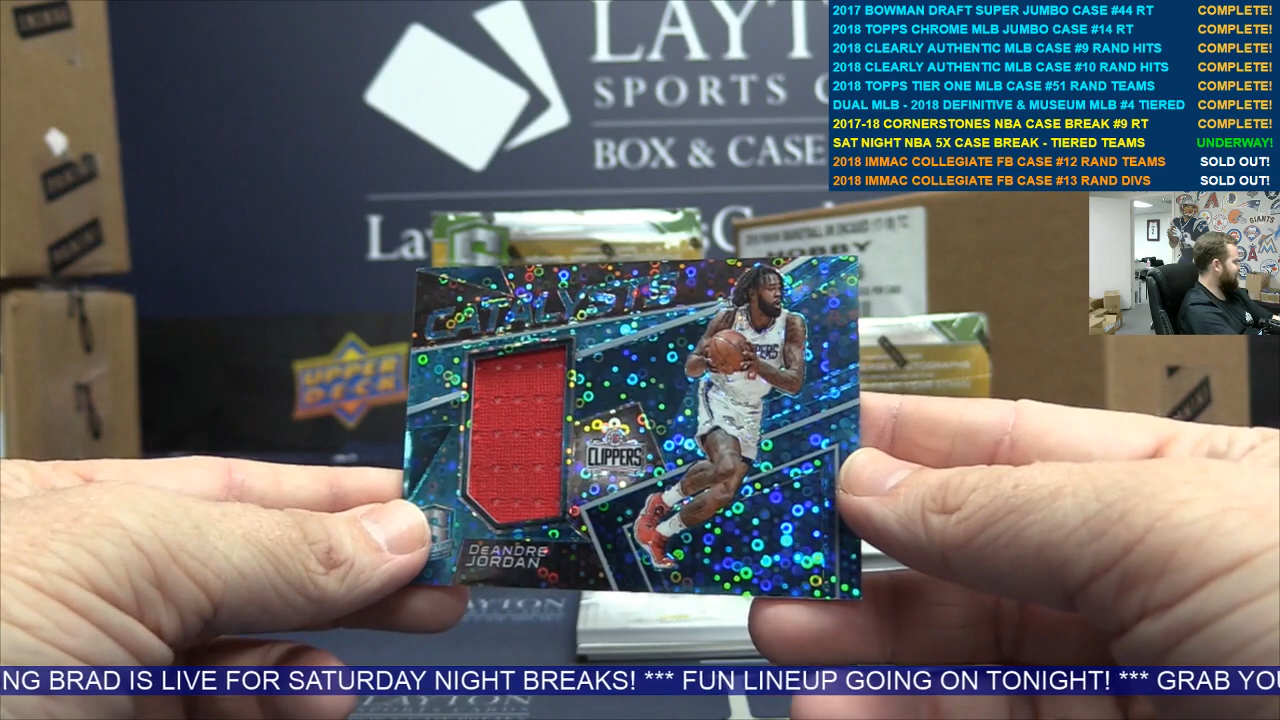 2017 BOWMAN DRAFT SUPER JUMBO CASE #44 RT COMPLETE!
2018 TOPPS CHROME MLB JUMBO CASE #14 RT COMPLETE!
2018 CLEARLY AUTHENTIC MLB CASE #9 RAND HITS COMPLETE!
2018 CLEARLY AUTHENTIC MLB CASE #10 RAND HITS COMPLETE!
2018 TOPPS TIER ONE MLB CASE #51 RAND TEAMS COMPLETE!
DUAL MLB - 2018 DEFINITIVE & MUSEUM MLB #4 TIERED COMPLETE!
2017-18 CORNERSTONES NBA CASE BREAK #9 RT COMPLETE!
SAT NIGHT NBA 5X CASE BREAK - TIERED TEAMS UNDERWAY!
2018 IMMAC COLLEGIATE FB CASE #12 RAND TEAMS SOLD OUT!
2018 IMMAC COLLEGIATE FB CASE #13 RAND DIVS SOLD OUT!
LAYT
SPORTS C
BOX & CASE
Lay
HOBBY
PANINI
UPPER
DECK
CATALYSTS
CLIPPERS
DeANDRE
JORDAN
LAYTON
NG BRAD IS LIVE FOR SATURDAY NIGHT BREAKS! *** FUN LINEUP GOING ON TONIGHT! *** GRAB YOU